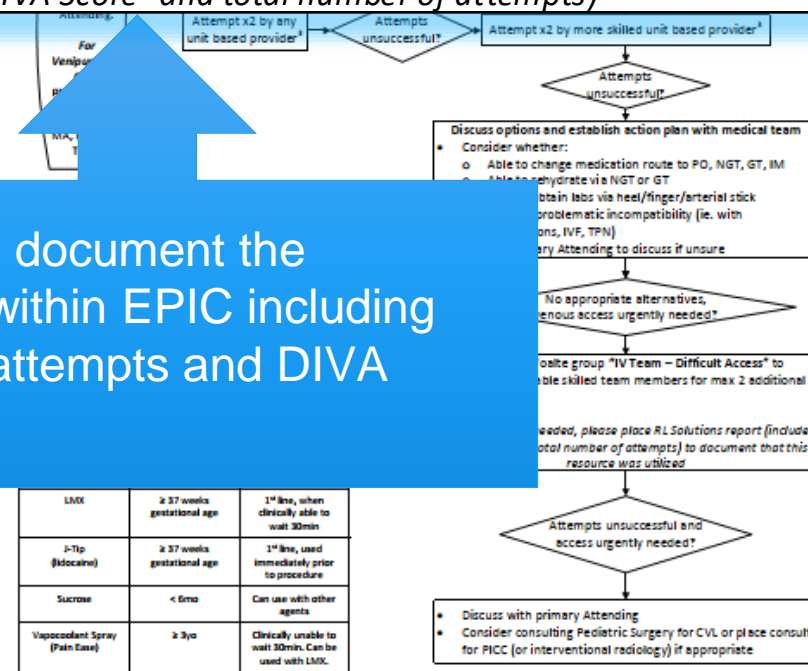 DIVA Score and total number of attempts)
Attending.
For
Attempt x2 by any
unit based provider³
Attempts
unsuccessful?
Attempt x2 by more skilled unit based provider³
Attempts
unsuccessful?
Discuss options and establish action plan with medical team
• Consider whether:
o Able to change medication route to PO, NGT, GT, IM
o Able to rehydrate via NGT or GT
btain labs via heel/finger/arterial stick
problematic incompatibility (ie. with
ons, IVF, TPN)
ary Attending to discuss if unsure
document the
within EPIC including
attempts and DIVA
No appropriate alternatives,
enous access urgently needed?
oalte group "IV Team – Difficult Access" to
ble skilled team members for max 2 additional
eeded, please place RL Solutions report (include
otal number of attempts) to document that this
resource was utilized
LMX
≥ 37 weeks
gestational age
1st line, when
clinically able to
wait 30min
J-Tip
(lidocaine)
≥ 37 weeks
gestational age
1st line, used
immediately prior
to procedure
Sucrose
< 6mo
Can use with other
agents
Vapocoolant Spray
(Pain Ease)
≥ 3yo
Clinically unable to
wait 30min. Can be
used with LMX.
Attempts unsuccessful and
access urgently needed?
• Discuss with primary Attending
• Consider consulting Pediatric Surgery for CVL or place consult
for PICC (or interventional radiology) if appropriate